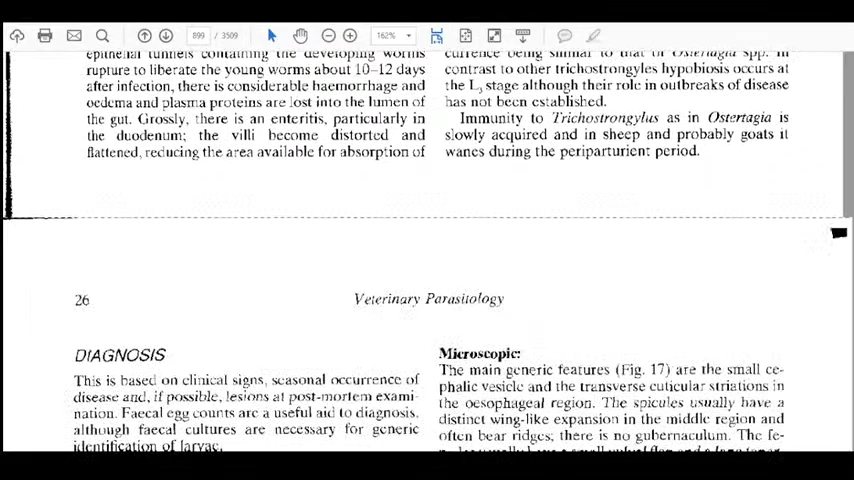 899 / 3509
162%
epithelial tunnels containing the developing worms
rupture to liberate the young worms about 10–12 days
after infection, there is considerable haemorrhage and
oedema and plasma proteins are lost into the lumen of
the gut. Grossly, there is an enteritis, particularly in
the duodenum; the villi become distorted and
flattened, reducing the area available for absorption of
currence being similar to that of Ostertagia spp. In
contrast to other trichostrongyles hypobiosis occurs at
the L3 stage although their role in outbreaks of disease
has not been established.
Immunity to Trichostrongylus as in Ostertagia is
slowly acquired and in sheep and probably goats it
wanes during the periparturient period.
26
Veterinary Parasitology
DIAGNOSIS
This is based on clinical signs, seasonal occurrence of
disease and, if possible, lesions at post-mortem exami-
nation. Faecal egg counts are a useful aid to diagnosis,
although faecal cultures are necessary for generic
identification of larvae.
Microscopic:
The main generic features (Fig. 17) are the small ce-
phalic vesicle and the transverse cuticular striations in
the oesophageal region. The spicules usually have a
distinct wing-like expansion in the middle region and
often bear ridges; there is no gubernaculum. The fe-